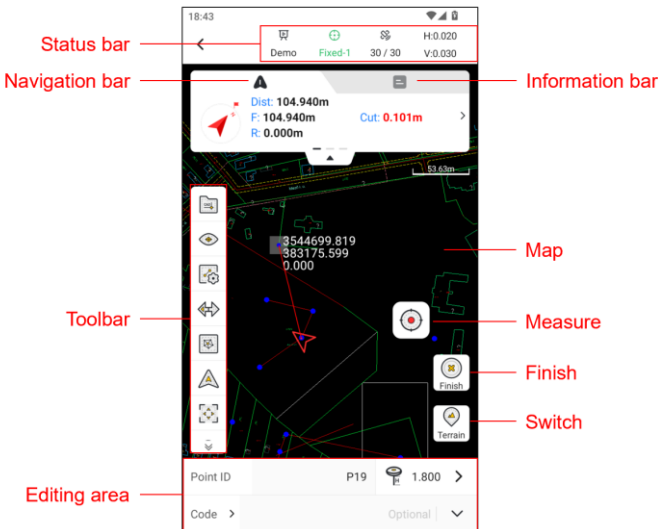 18:43
Status bar
H:0.020
Demo Fixed-1 30 / 30 V:0.030
Navigation bar
Information bar
Dist: 104.940m
F: 104.940m Cut: 0.101m
R: 0.000m
53.63m
3544699.819
383175.599
0.000
Map
Toolbar
Measure
Finish
Finish
Switch
Terrain
Point ID P19 1.800
Editing area
Code Optional